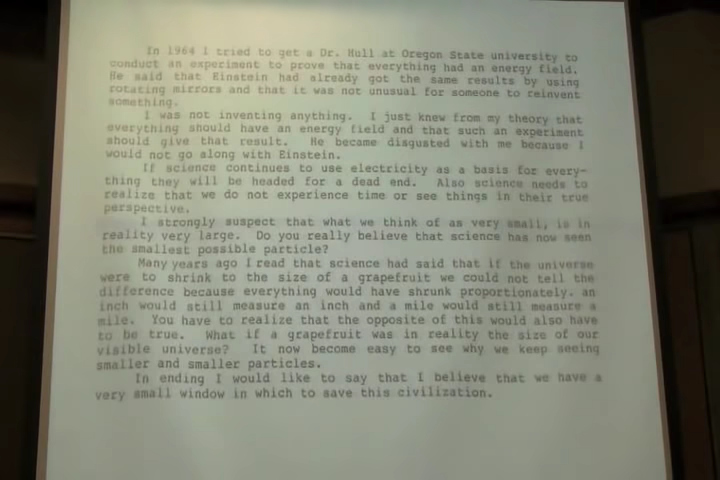 In 1964 I tried to get a Dr. Hull at Oregon State university to
conduct an experiment to prove that everything had an energy field.
He said that Einstein had already got the same results by using
rotating mirrors and that it was not unusual for someone to reinvent
something.
I was not inventing anything. I just knew from my theory that
everything should have an energy field and that such an experiment
should give that result. He became disgusted with me because I
would not go along with Einstein.
If science continues to use electricity as a basis for every-
thing they will be headed for a dead end. Also science needs to
realize that we do not experience time or see things in their true
perspective.
I strongly suspect that what we think of as very small, is in
reality very large. Do you really believe that science has now seen
the smallest possible particle?
Many years ago I read that science had said that if the universe
were to shrink to the size of a grapefruit we could not tell the
difference because everything would have shrunk proportionately. an
inch would still measure an inch and a mile would still measure a
mile. You have to realize that the opposite of this would also have
to be true. What if a grapefruit was in reality the size of our
visible universe? It now become easy to see why we keep seeing
smaller and smaller particles.
In ending I would like to say that I believe that we have a
very small window in which to save this civilization.